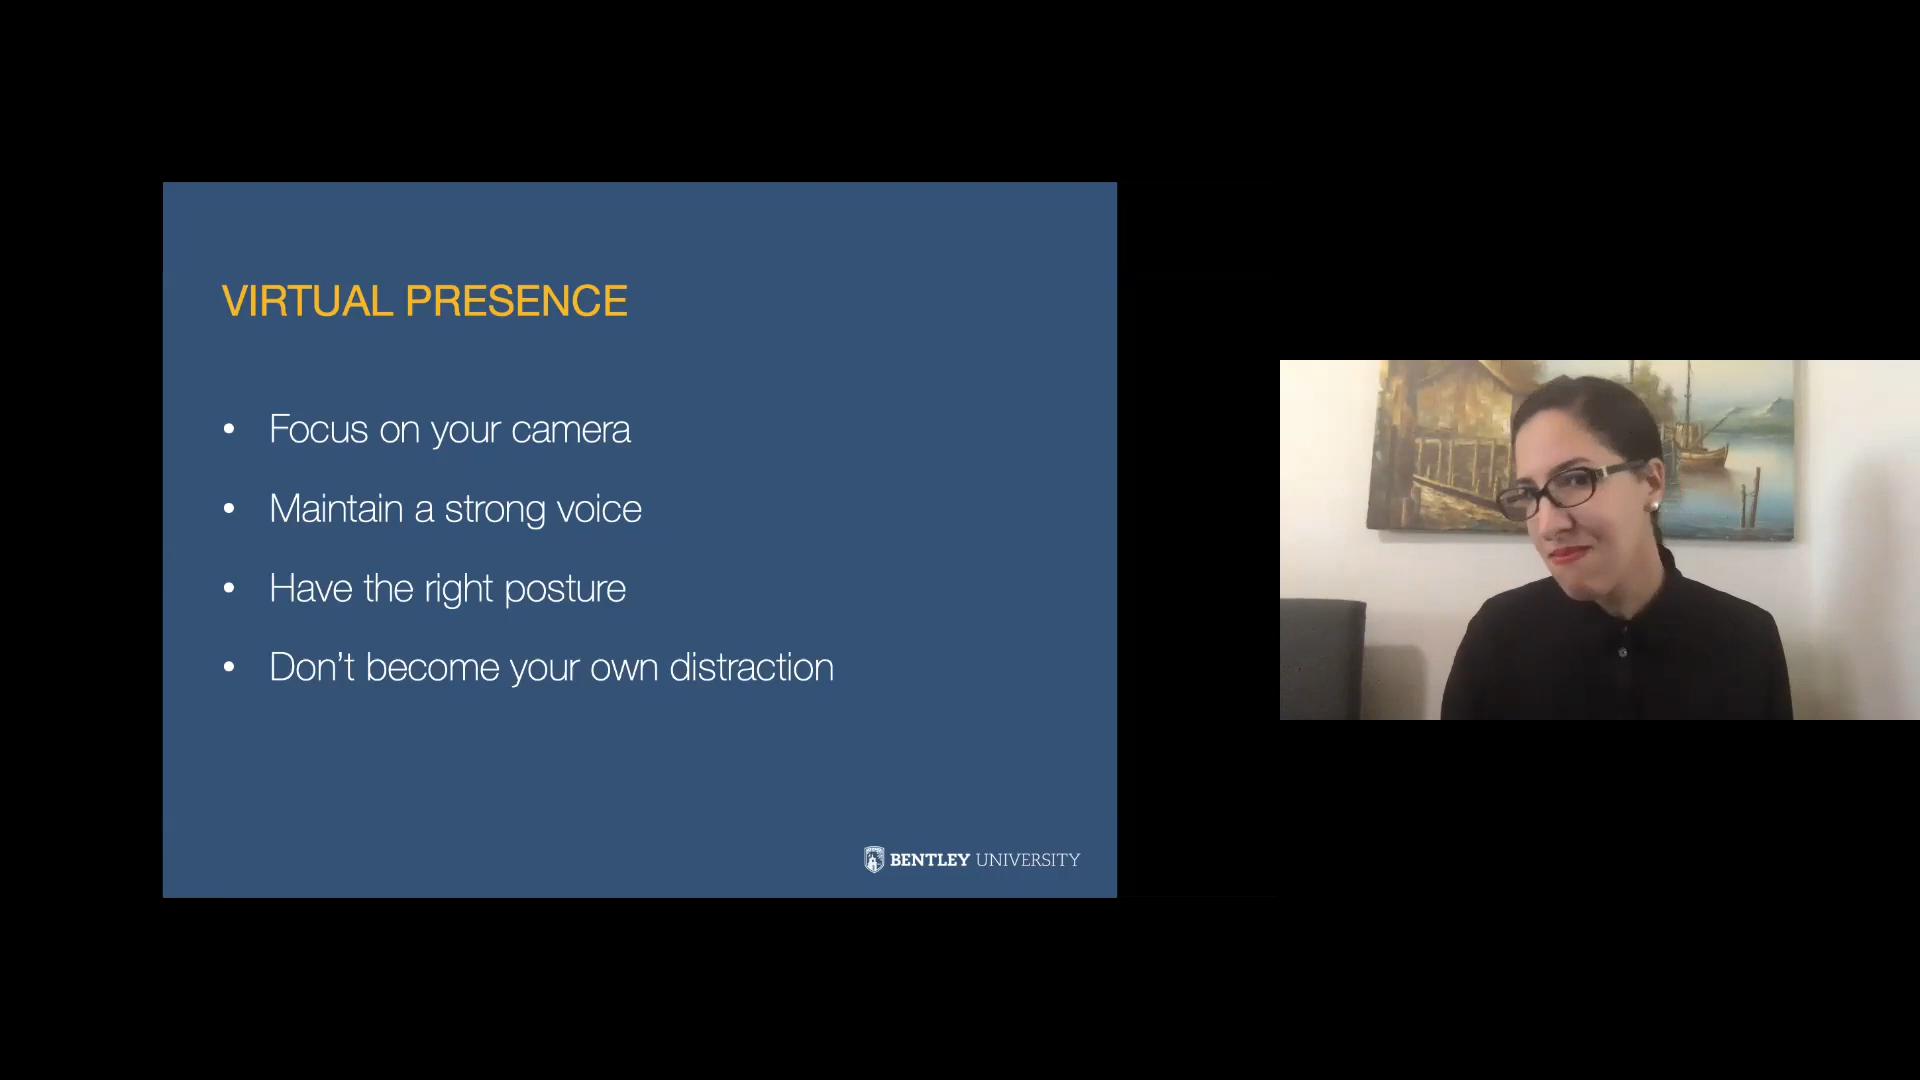 VIRTUAL PRESENCE
• Focus on your camera
• Maintain a strong voice
• Have the right posture
• Don’t become your own distraction
BENTLEY UNIVERSITY